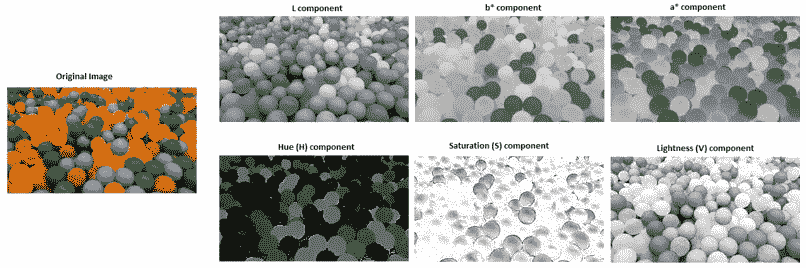 L component
b* component
a* component
Original Image
Hue (H) component
Saturation (S) component
Lightness (V) component